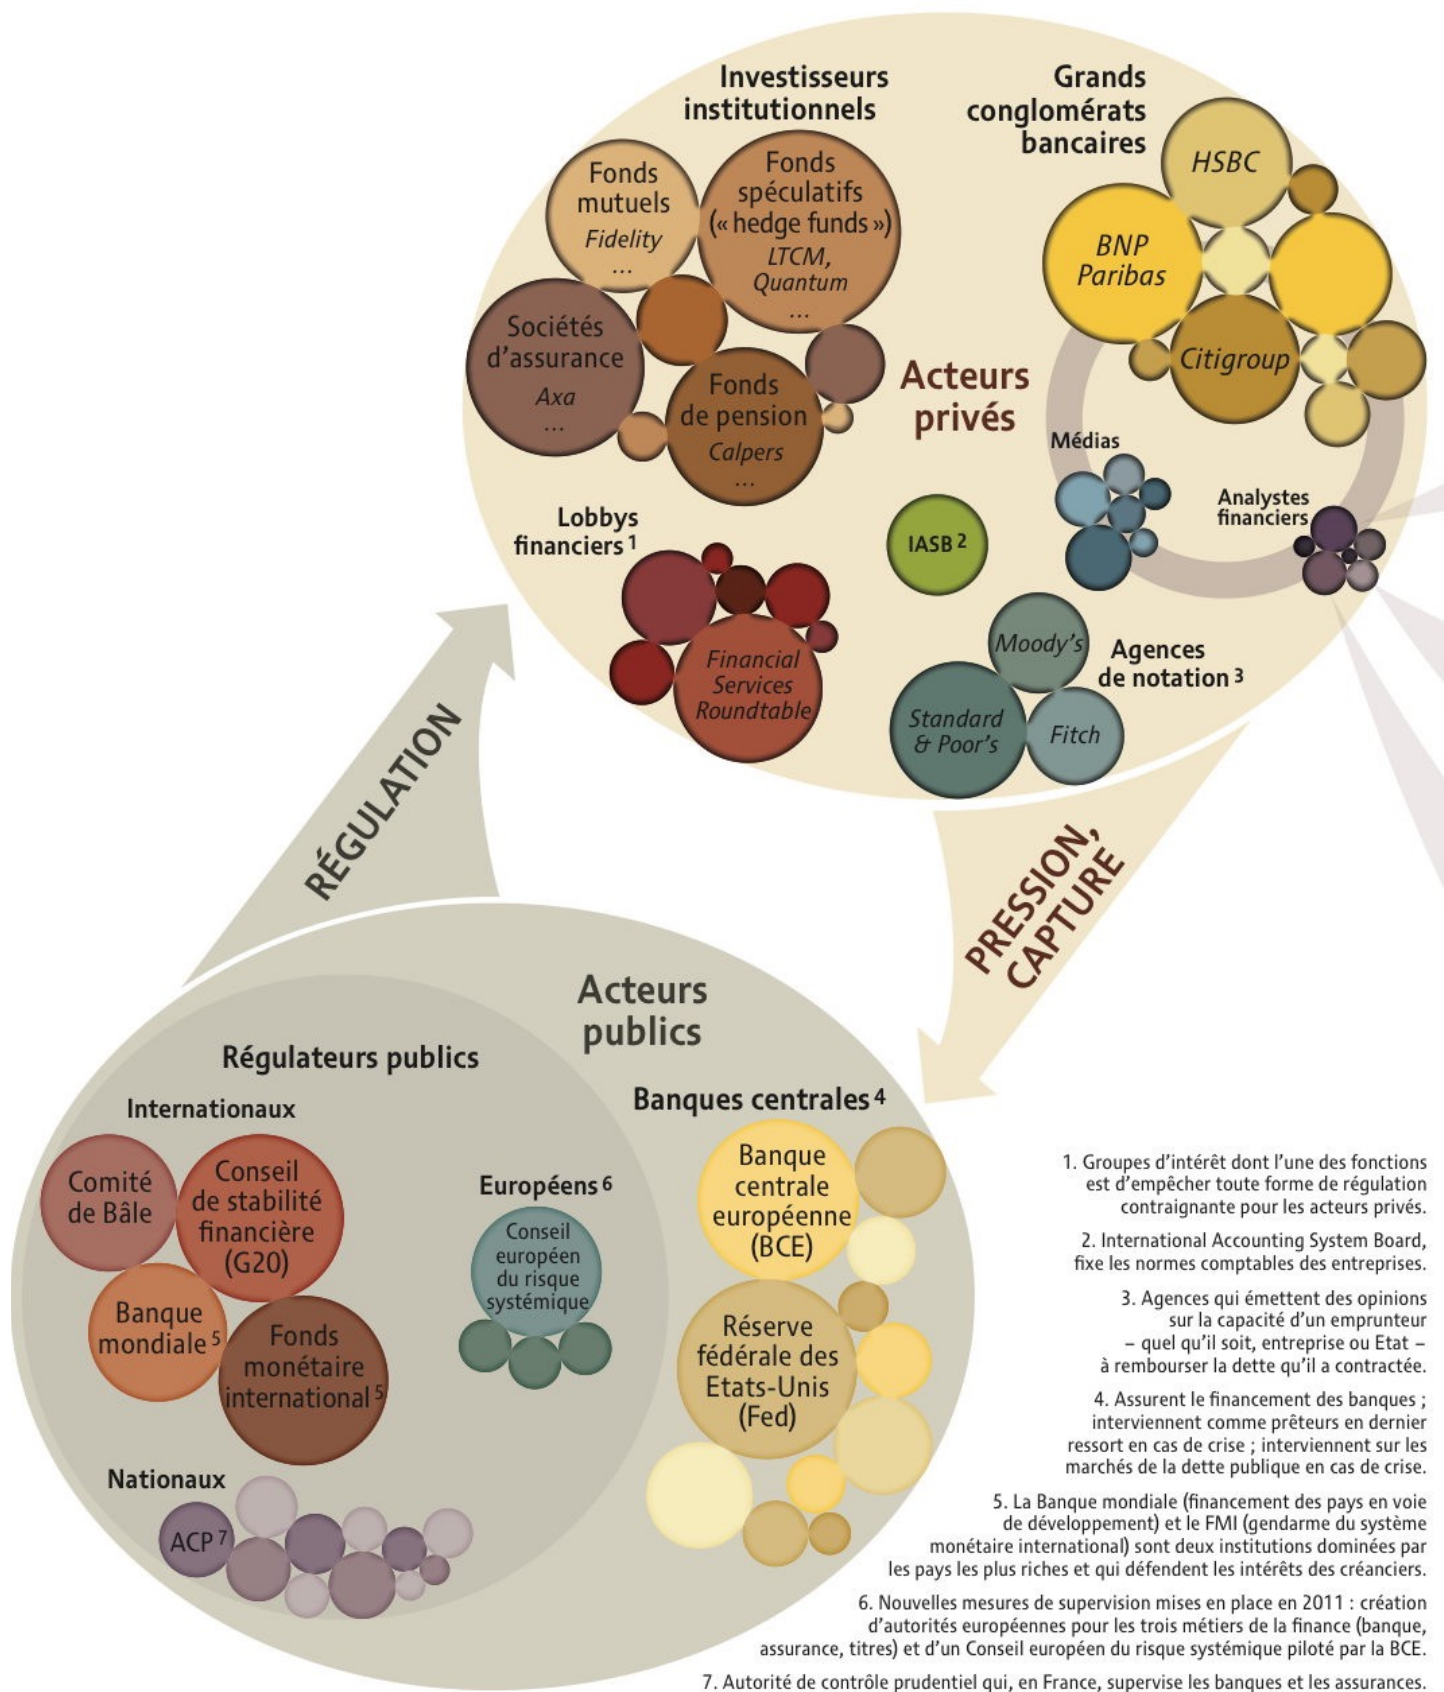 Investisseurs
institutionnels
Fonds
mutuels
Fidelity
...
Fonds
spéculatifs
(« hedge funds »)
LTCM,
Quantum
...
Sociétés
d'assurance
Axa
...
Fonds
de pension
Calpers
...
Grands
conglomérats
bancaires
HSBC
BNP
Paribas
Citigroup
Acteurs
privés
Médias
Analystes
financiers
Lobbys
financiers 1
Financial
Services
Roundtable
IASB 2
Moody's
Agences
de notation 3
Standard
& Poor's
Fitch
RÉGULATION
PRESSION,
CAPTURE
Acteurs
publics
Régulateurs publics
Internationaux
Comité
de Bâle
Conseil
de stabilité
financière
(G20)
Banque
mondiale 5
Fonds
monétaire
international 5
Européens 6
Conseil
européen
du risque
systémique
Nationaux
ACP 7
Banques centrales 4
Banque
centrale
européenne
(BCE)
Réserve
fédérale des
Etats-Unis
(Fed)
1. Groupes d'intérêt dont l'une des fonctions
est d'empêcher toute forme de régulation
contraignante pour les acteurs privés.
2. International Accounting System Board,
fixe les normes comptables des entreprises.
3. Agences qui émettent des opinions
sur la capacité d'un emprunteur
– quel qu'il soit, entreprise ou Etat –
à rembourser la dette qu'il a contractée.
4. Assurent le financement des banques ;
interviennent comme prêteurs en dernier
ressort en cas de crise ; interviennent sur les
marchés de la dette publique en cas de crise.
5. La Banque mondiale (financement des pays en voie
de développement) et le FMI (gendarme du système
monétaire international) sont deux institutions dominées par
les pays les plus riches et qui défendent les intérêts des créanciers.
6. Nouvelles mesures de supervision mises en place en 2011 : création
d'autorités européennes pour les trois métiers de la finance (banque,
assurance, titres) et d'un Conseil européen du risque systémique piloté par la BCE.
7. Autorité de contrôle prudentiel qui, en France, supervise les banques et les assurances.